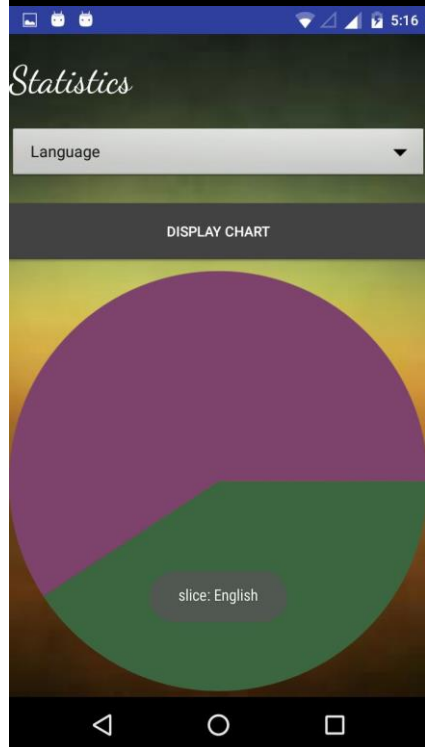 5:16
Statistics
Language
DISPLAY CHART
slice: English